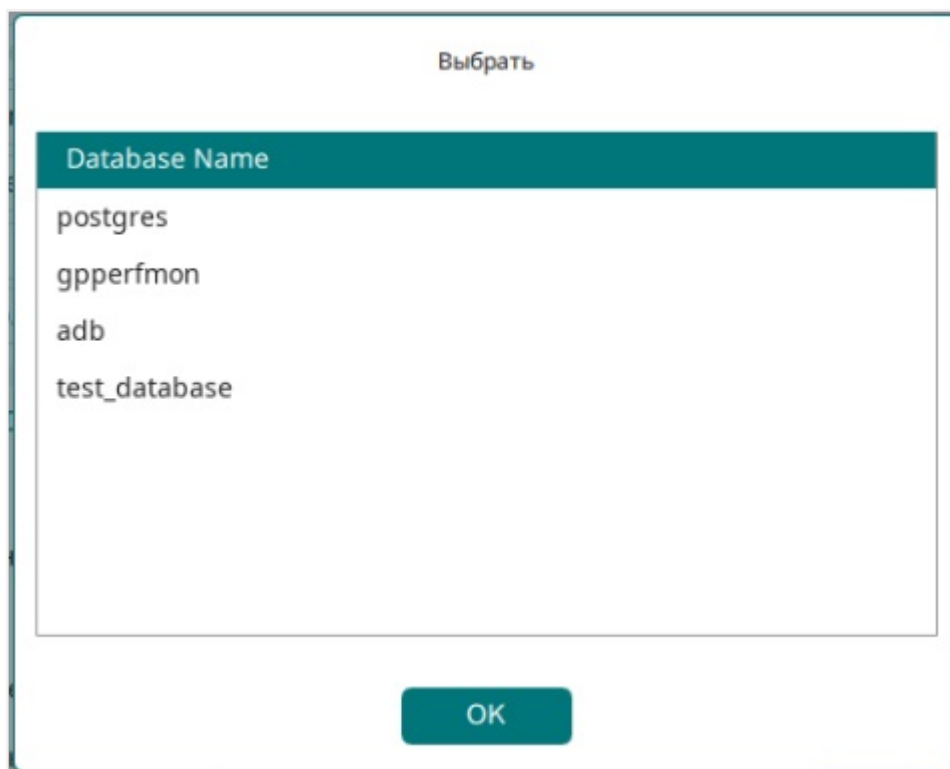 Выбрать
Database Name
postgres
gpperfmon
adb
test_database
OK